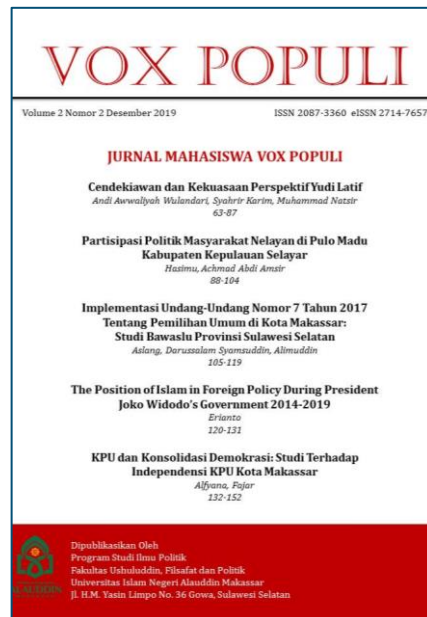 VOX POPULI
Volume 2 Nomor 2 Desember 2019 ISSN 2087-3360 eISSN 2714-7657
JURNAL MAHASISWA VOX POPULI
Cendekiawan dan Kekuasaan Perspektif Yudi Latif
Andi Awwaliyah Wulandari, Syahrir Karim, Muhammad Natsir
63-87
Partisipasi Politik Masyarakat Nelayan di Pulo Madu
Kabupaten Kepulauan Selayar
Hasimu, Achmad Abdi Amsir
88-104
Implementasi Undang-Undang Nomor 7 Tahun 2017
Tentang Pemilihan Umum di Kota Makassar:
Studi Bawaslu Provinsi Sulawesi Selatan
Aslang, Darussalam Syamsuddin, Alimuddin
105-119
The Position of Islam in Foreign Policy During President
Joko Widodo's Government 2014-2019
Erianto
120-131
KPU dan Konsolidasi Demokrasi: Studi Terhadap
Independensi KPU Kota Makassar
Alfyana, Fajar
132-152
Dipublikasikan Oleh
Program Studi Ilmu Politik
Fakultas Ushuluddin, Filsafat dan Politik
Universitas Islam Negeri Alauddin Makassar
Jl. H.M. Yasin Limpo No. 36 Gowa, Sulawesi Selatan